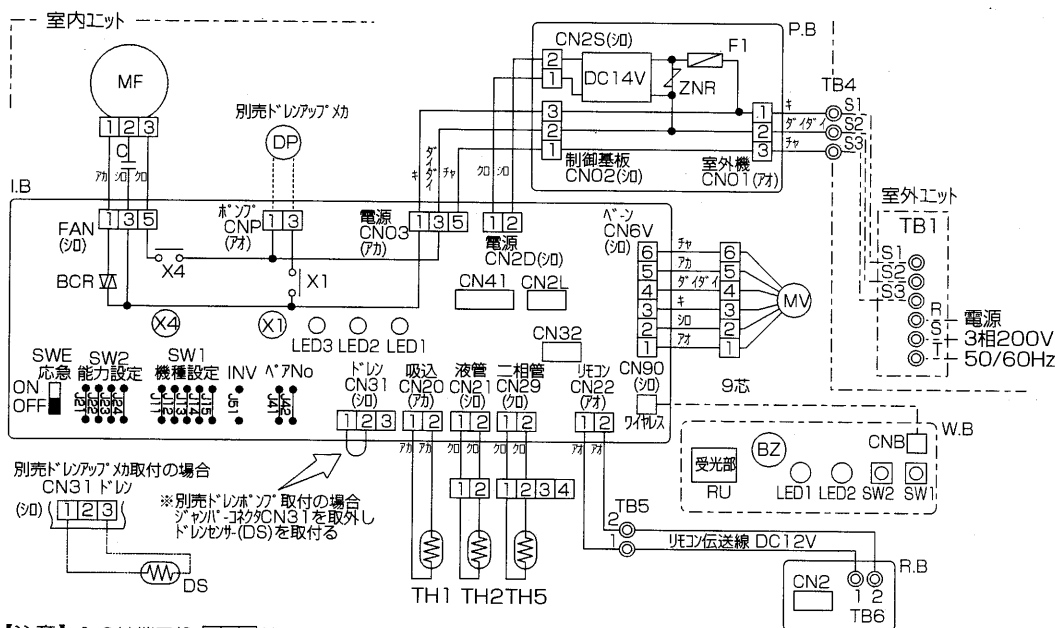 室内ユニット
MF
1 2 3
C
アカ シロ クロ
別売ドレンアップメカ
DP
I.B
FAN
(シロ)
1 3 5
X4
BCR
X4
ポンプ
CNP
(アオ)
1 3
X1
X1
電源
CN03
(アカ)
1 3 5
キ
ダイダイ
チャ
クロ シロ
1 2
電源
CN2D(シロ)
CN41
CN2L
CN32
LED3 LED2 LED1
P.B
CN2S(シロ)
2
1
DC14V
F1
ZNR
3
2
1
制御基板
CN02(シロ)
1
2
3
室外機
CN01(アオ)
TB4
キ S1
ダイダイ S2
チャ S3
室外ユニット
TB1
S1
S2
S3
R
S
T
電源
3相200V
50/60Hz
ベーン
CN6V
(シロ)
6 チャ 6
5 アカ 5
4 ダイダイ 4
3 キ 3
2 シロ 2
1 アオ 1
MV
9芯
CN90
(シロ)
ワイヤレス
SWE
応急
ON
OFF
SW2
能力設定
J21
J22
J23
J24
SW1
機種設定
J11
J12
J13
J14
J15
INV
J51
ペアNo
J41
J42
ドレン
CN31
(シロ)
1 2 3
吸込
CN20
(アカ)
1 2
アカ アカ
液管
CN21
(シロ)
1 2
クロ クロ
二相管
CN29
(クロ)
1 2
クロ クロ
リモコン
CN22
(アオ)
1 2
アオ アオ
1 2
1 2 3 4
TH1 TH2 TH5
別売ドレンアップメカ取付の場合
CN31 ドレン
(シロ) 1 2 3
DS
※別売ドレンポンプ取付の場合
ジャンパーコネクタCN31を取外し
ドレンセンサー(DS)を取付る
TB5
2
1
リモコン伝送線 DC12V
W.B
CNB
受光部
RU
BZ
LED1 LED2 SW2 SW1
R.B
CN2
1 2
TB6